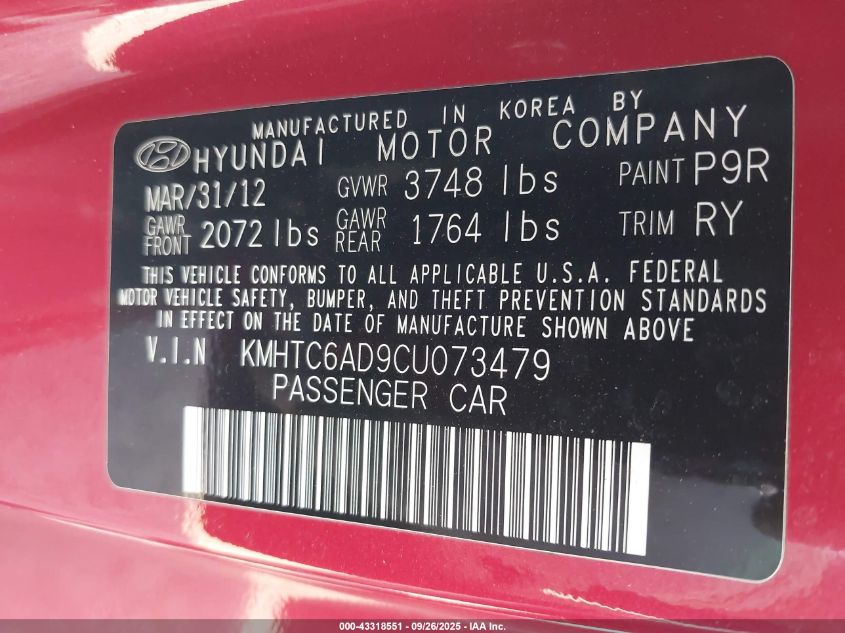 MANUFACTURED IN KOREA BY
HYUNDAI MOTOR COMPANY
MAR/31/12 GVWR 3748 lbs PAINT P9R
GAWR FRONT 2072 lbs GAWR REAR 1764 lbs TRIM RY
THIS VEHICLE CONFORMS TO ALL APPLICABLE U.S.A. FEDERAL
MOTOR VEHICLE SAFETY, BUMPER, AND THEFT PREVENTION STANDARDS
IN EFFECT ON THE DATE OF MANUFACTURE SHOWN ABOVE
V.I.N KMHTC6AD9CU073479
PASSENGER CAR
000-43318551 - 09/26/2025 - IAA Inc.